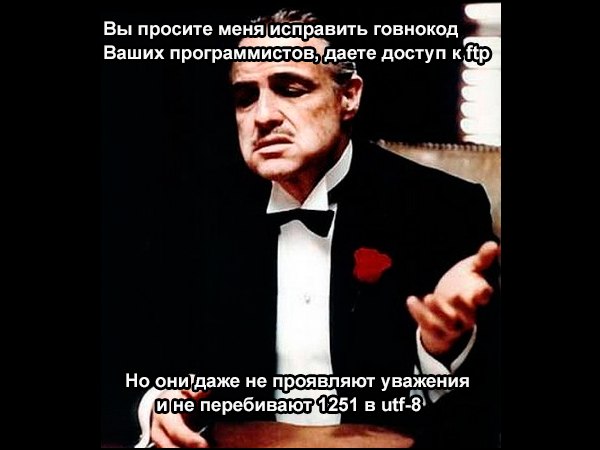 Вы просите меня исправить говнокод
Ваших программистов, даете доступ к ftp
Но они даже не проявляют уважения
и не перебивают 1251 в utf-8